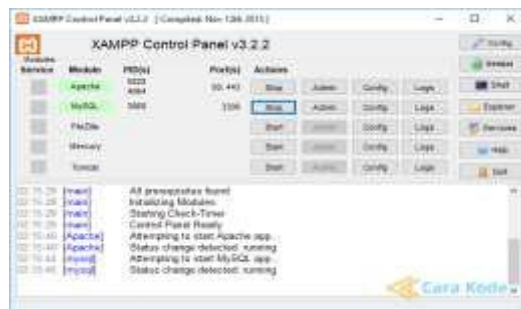 XAMPP Control Panel v3.2.2 [Compiled: Nov 12th 2015]
XAMPP Control Panel v3.2.2
Config
Modules
Service Module PID(s) Port(s) Actions
Netstat
Apache 80, 443 Stop Admin Config Logs
Shell
MySQL 3306 Stop Admin Config Logs
Explorer
FileZilla Start Admin Config Logs
Services
Mercury Start Admin Config Logs
Help
Tomcat Start Admin Config Logs
Quit
[main] All prerequisites found
[main] Initializing Modules
[main] Starting Check-Timer
[main] Control Panel Ready
[Apache] Attempting to start Apache app...
[Apache] Status change detected: running
[mysql] Attempting to start MySQL app...
[mysql] Status change detected: running
Cara Kode